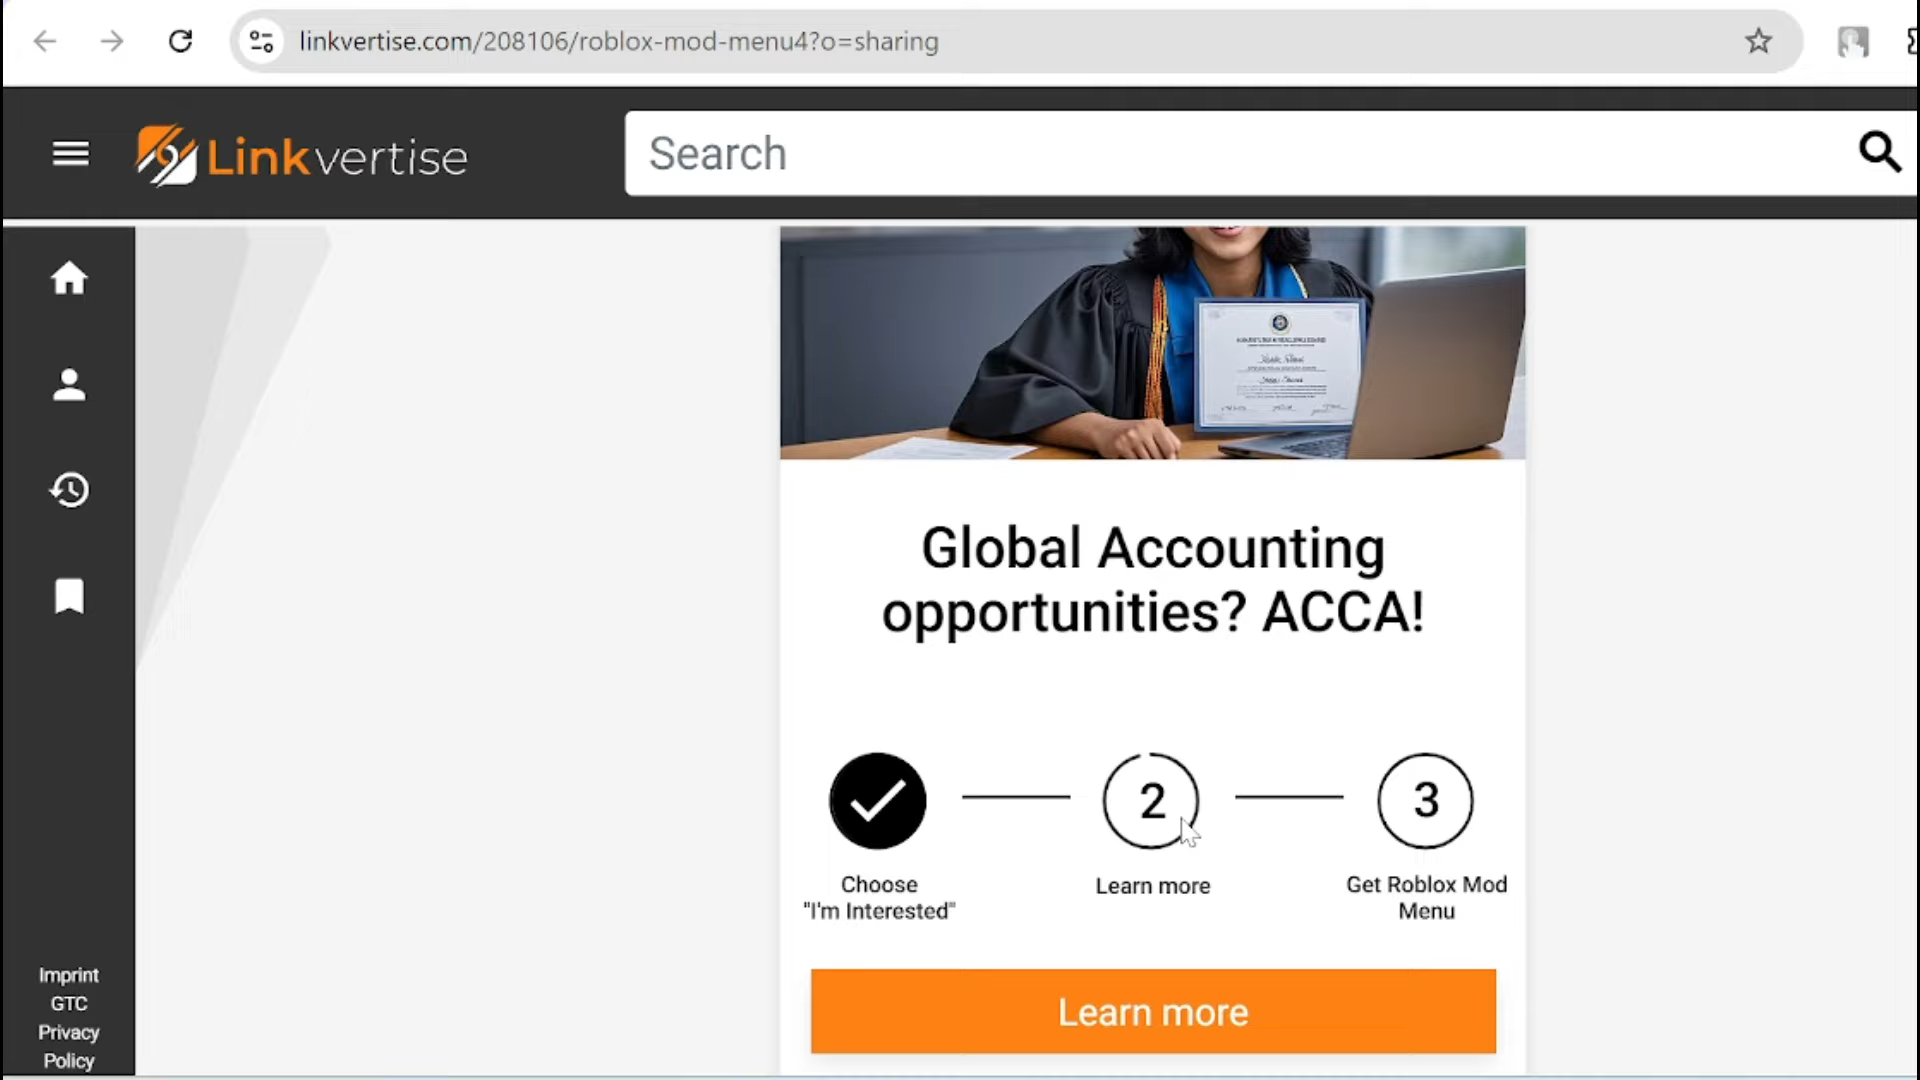 linkvertise.com/208106/roblox-mod-menu4?o=sharing
Linkvertise
Search
Global Accounting
opportunities? ACCA!
2
3
Choose
"I'm Interested"
Learn more
Get Roblox Mod
Menu
Learn more
Imprint
GTC
Privacy
Policy